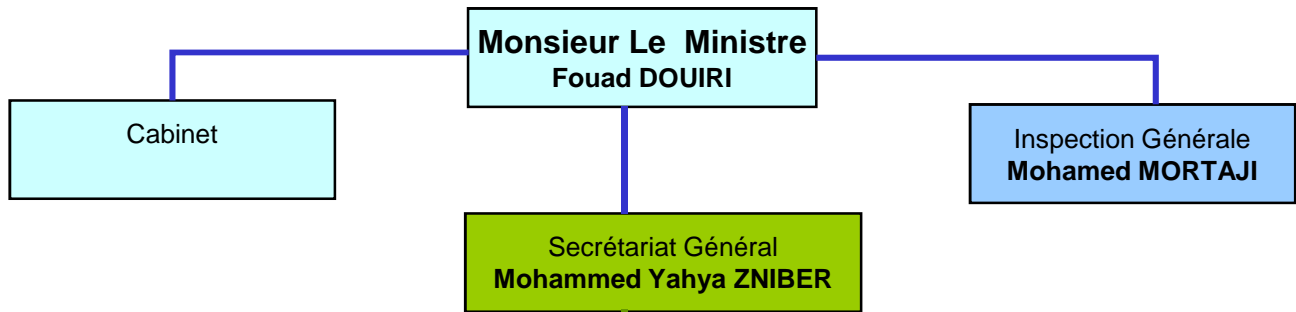 Monsieur Le Ministre
Fouad DOUIRI
Cabinet
Inspection Générale
Mohamed MORTAJI
Secrétariat Général
Mohammed Yahya ZNIBER